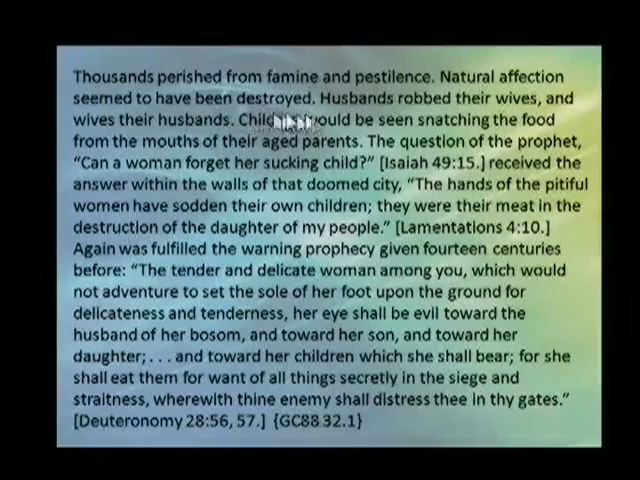 Thousands perished from famine and pestilence. Natural affection
seemed to have been destroyed. Husbands robbed their wives, and
wives their husbands. would be seen snatching the food
from the mouths of their aged parents. The question of the prophet,
“Can a woman forget her sucking child?” [Isaiah 49:15.] received the
answer within the walls of that doomed city, “The hands of the pitiful
women have sodden their own children; they were their meat in the
destruction of the daughter of my people.” [Lamentations 4:10.]
Again was fulfilled the warning prophecy given fourteen centuries
before: “The tender and delicate woman among you, which would
not adventure to set the sole of her foot upon the ground for
delicateness and tenderness, her eye shall be evil toward the
husband of her bosom, and toward her son, and toward her
daughter; . . . and toward her children which she shall bear; for she
shall eat them for want of all things secretly in the siege and
straitness, wherewith thine enemy shall distress thee in thy gates.”
[Deuteronomy 28:56, 57.] {GC88 32.1}